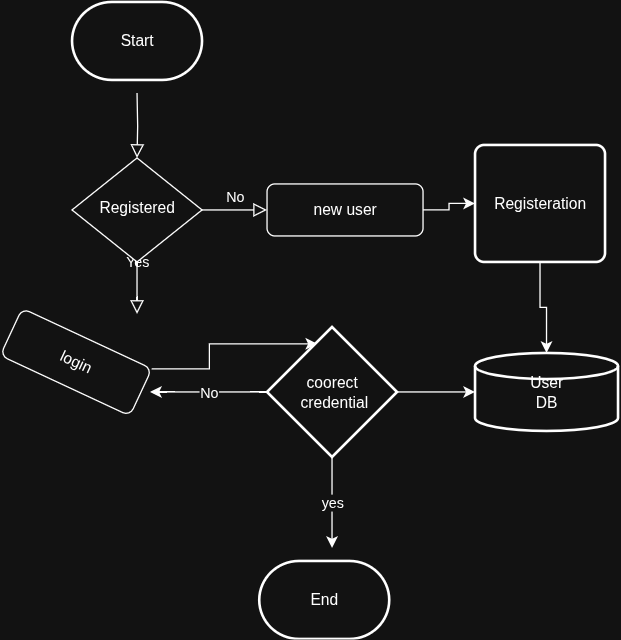 Start
Registered
No
new user
Registeration
Yes
login
No
coorect
credential
User
DB
yes
End